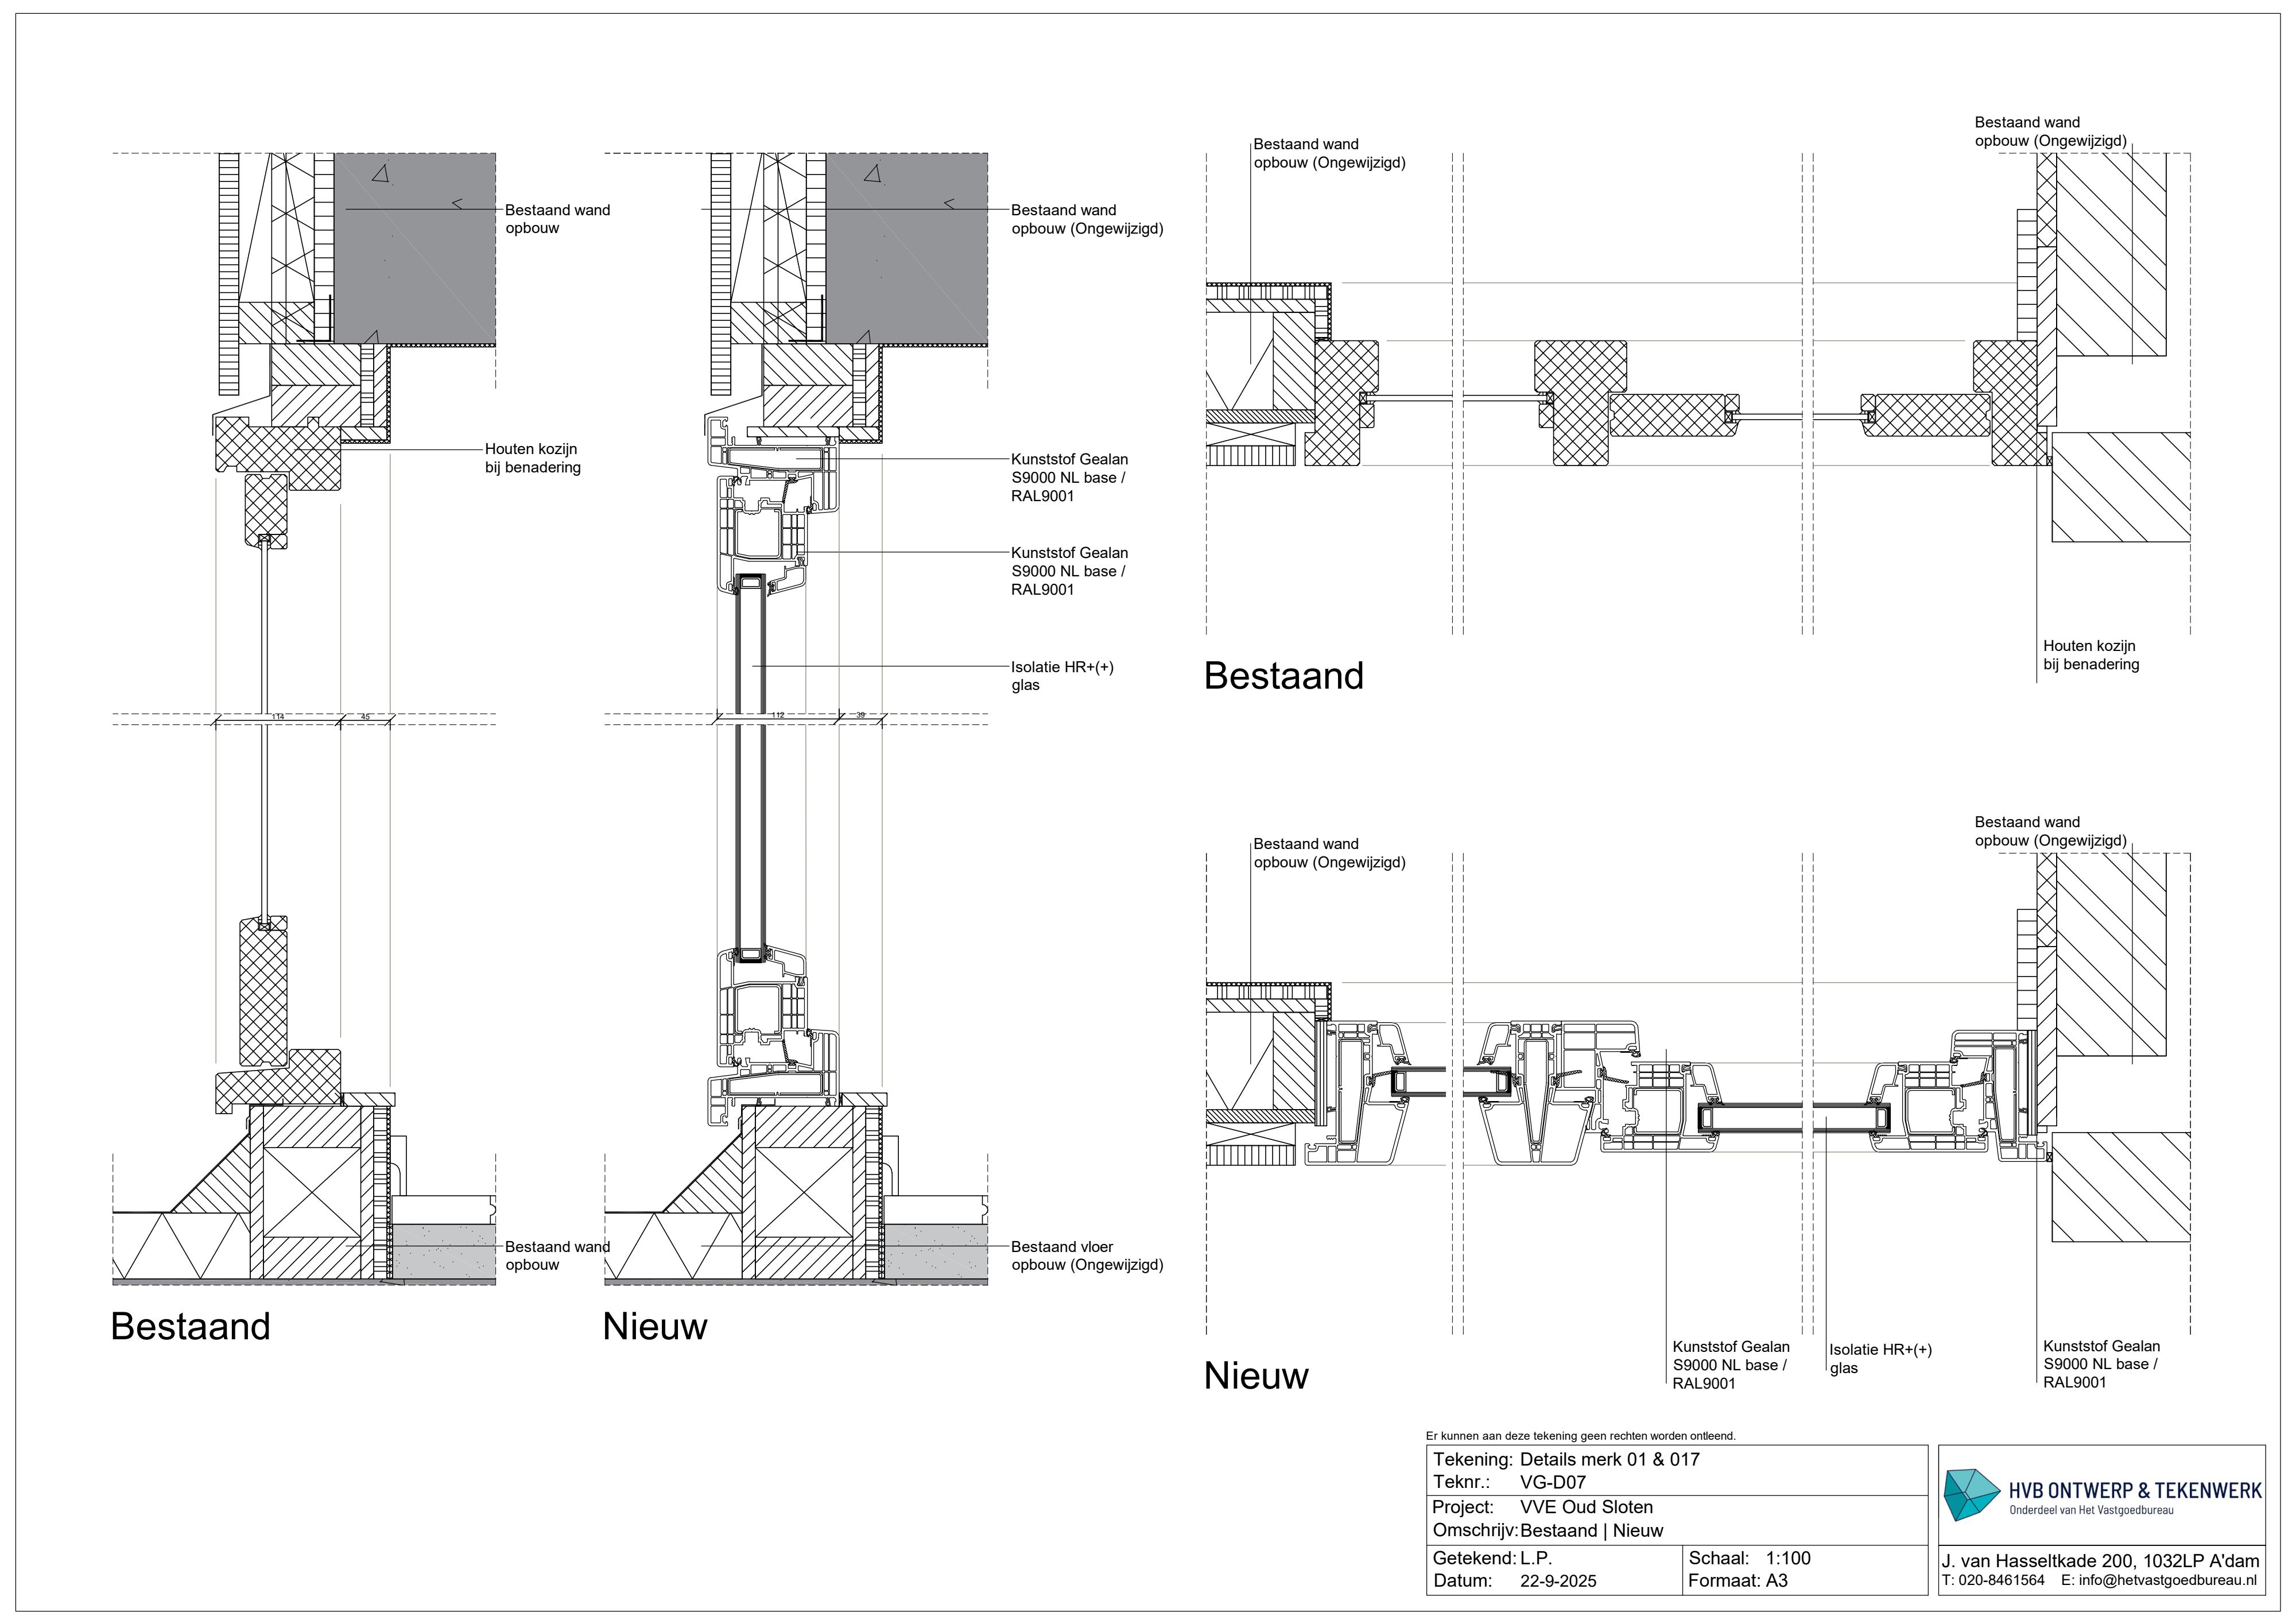 Bestaand wand
opbouw
Houten kozijn
bij benadering
114
45
Bestaand wand
opbouw
Bestaand
Bestaand wand
opbouw (Ongewijzigd)
Kunststof Gealan
S9000 NL base /
RAL9001
Kunststof Gealan
S9000 NL base /
RAL9001
Isolatie HR+(+)
glas
112
39
Bestaand vloer
opbouw (Ongewijzigd)
Nieuw
Bestaand wand
opbouw (Ongewijzigd)
Bestaand wand
opbouw (Ongewijzigd)
Houten kozijn
bij benadering
Bestaand
Bestaand wand
opbouw (Ongewijzigd)
Bestaand wand
opbouw (Ongewijzigd)
Kunststof Gealan
S9000 NL base /
RAL9001
Isolatie HR+(+)
glas
Kunststof Gealan
S9000 NL base /
RAL9001
Nieuw
Er kunnen aan deze tekening geen rechten worden ontleend.
Tekening: Details merk 01 & 017
Teknr.: VG-D07
Project: VVE Oud Sloten
Omschrijv: Bestaand | Nieuw
Getekend: L.P.
Schaal: 1:100
Datum: 22-9-2025
Formaat: A3
HVB ONTWERP & TEKENWERK
Onderdeel van Het Vastgoedbureau
J. van Hasseltkade 200, 1032LP A'dam
T: 020-8461564 E: info@hetvastgoedbureau.nl